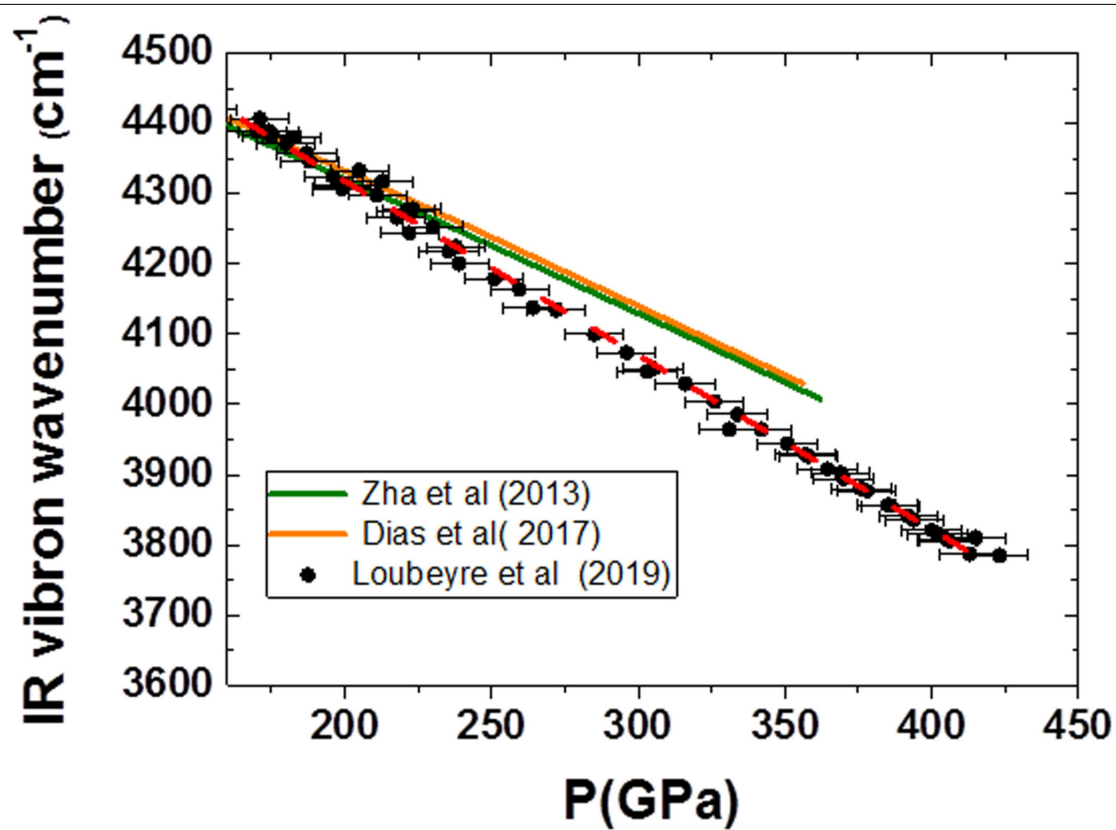 IR vibron wavenumber (cm-1)
4500
4400
4300
4200
4100
4000
3900
3800
3700
3600
Zha et al (2013)
Dias et al( 2017)
Loubeyre et al (2019)
200 250 300 350 400 450
P(GPa)